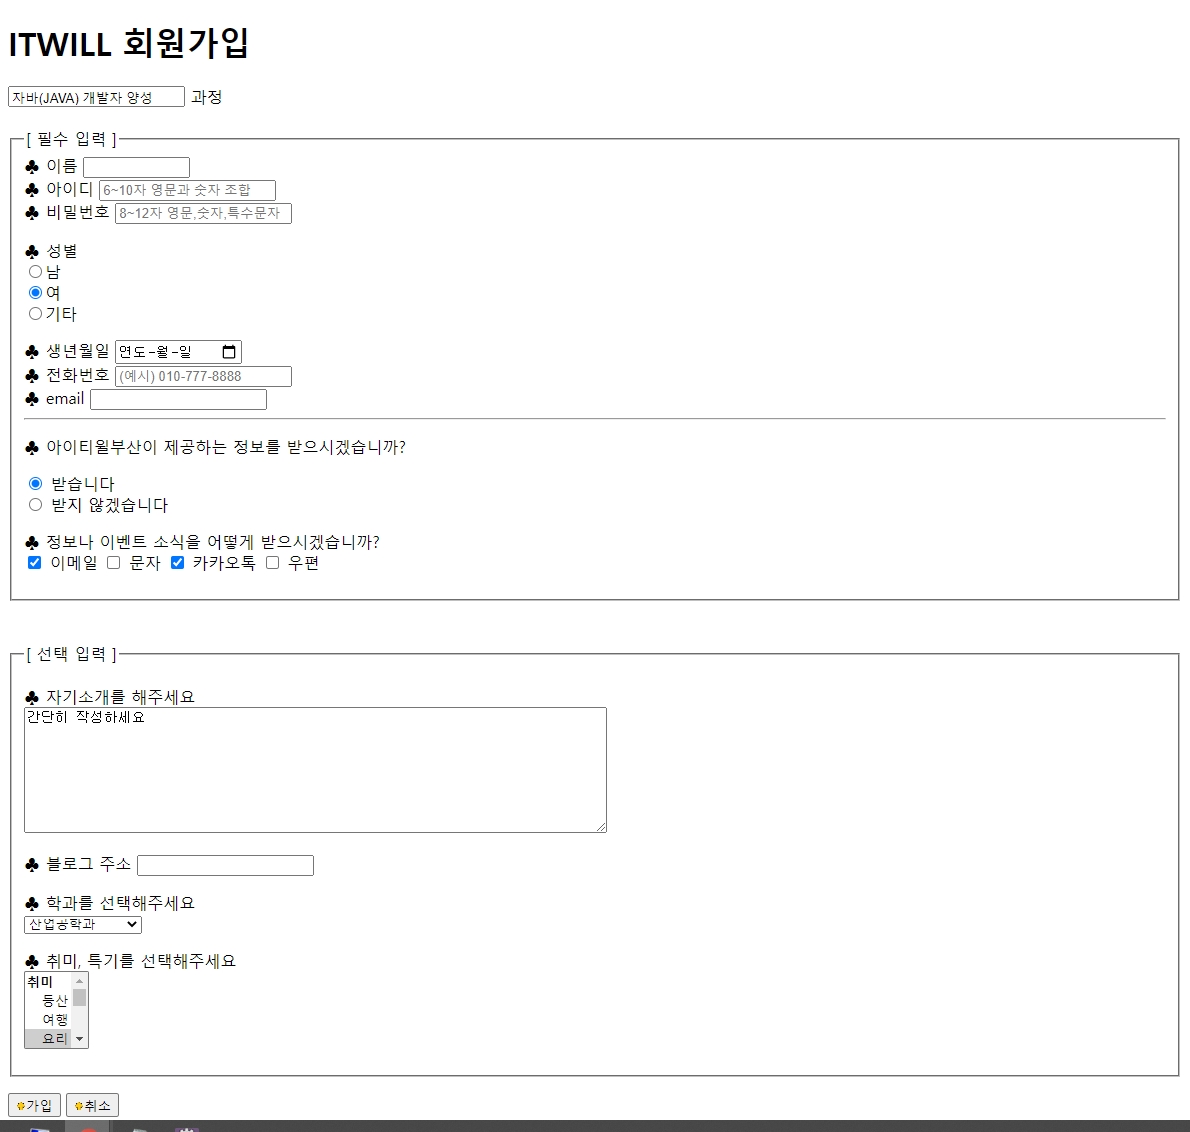 ITWILL 회원가입
자바(JAVA) 개발자 양성 과정
[ 필수 입력 ]
♣ 이름
♣ 아이디 6~10자 영문과 숫자 조합
♣ 비밀번호 8~12자 영문,숫자,특수문자
♣ 성별
남
여
기타
♣ 생년월일 연도-월-일
♣ 전화번호 (예시) 010-777-8888
♣ email
♣ 아이티윌부산이 제공하는 정보를 받으시겠습니까?
받습니다
받지 않겠습니다
♣ 정보나 이벤트 소식을 어떻게 받으시겠습니까?
이메일 문자 카카오톡 우편
[ 선택 입력 ]
♣ 자기소개를 해주세요
간단히 작성하세요
♣ 블로그 주소
♣ 학과를 선택해주세요
산업공학과
♣ 취미, 특기를 선택해주세요
취미
등산
여행
요리
가입 취소